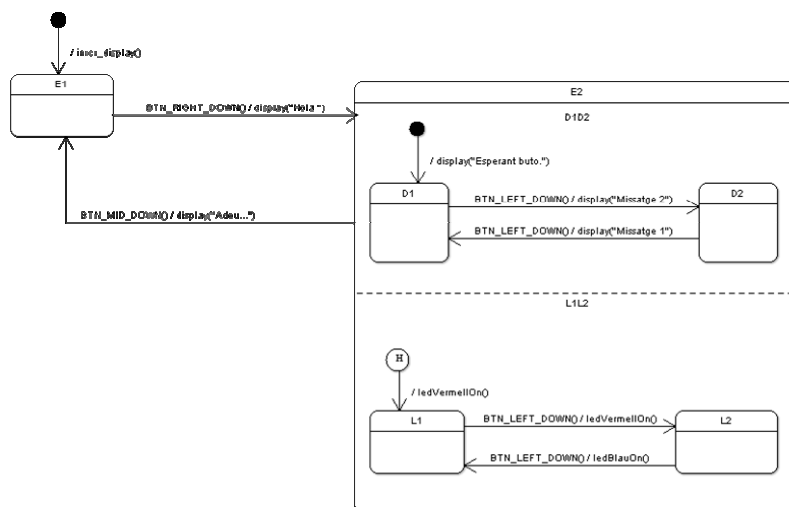 E1
BTN_RIGHT_DOWN() / display("Hola ")
E2
D1D2
/ display("Esperant buto.")
D1
BTN_LEFT_DOWN() / display("Missatge 2")
D2
BTN_MID_DOWN() / display("Adeu...")
BTN_LEFT_DOWN() / display("Missatge 1")
L1L2
H
/ ledVermellOn()
L1
BTN_LEFT_DOWN() / ledVermellOn()
L2
BTN_LEFT_DOWN() / ledBlauOn()